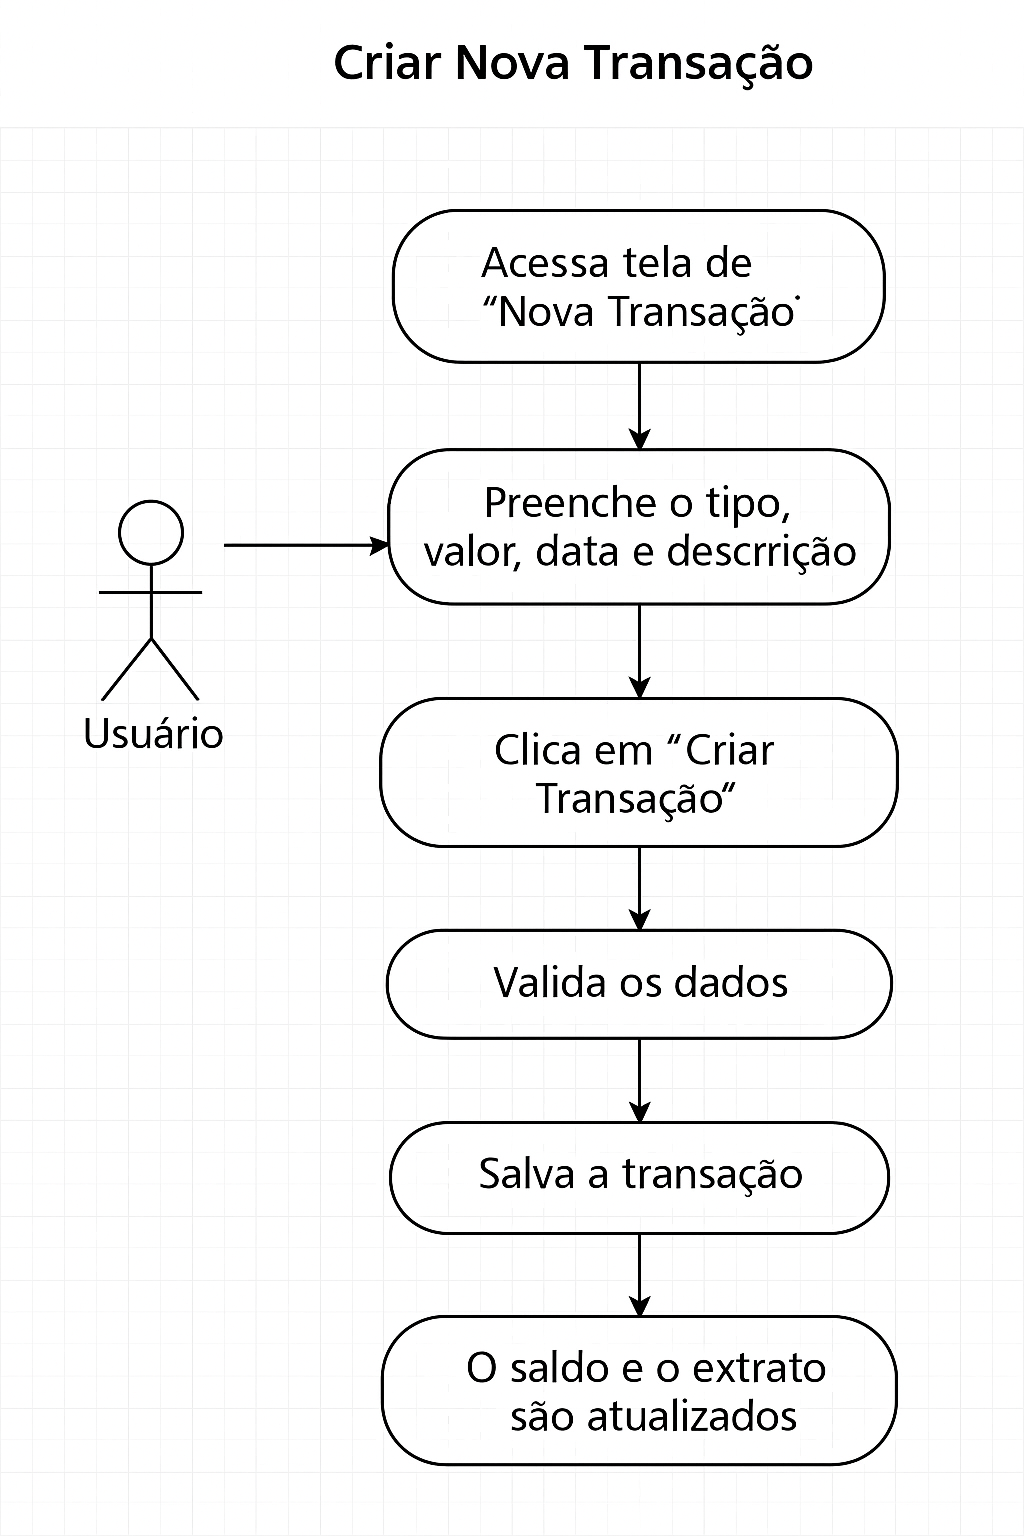 Criar Nova Transação
Acessa tela de
“Nova Transação˙
Preenche o tipo,
valor, data e descrrição
Usuário
Clica em “Criar
Transação“
Valida os dados
Salva a transação
O saldo e o extrato
são atualizados